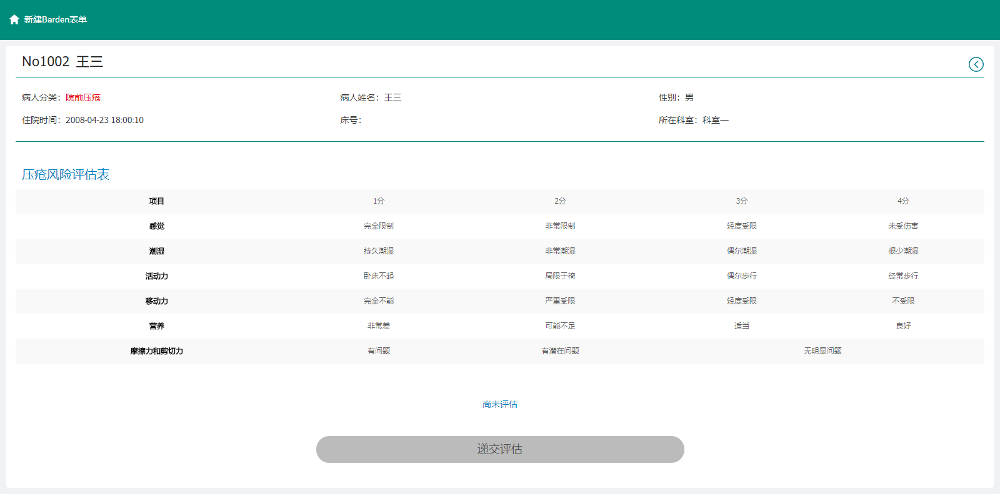 新建Barden表单
No1002 王三
病人分类：院前压疮 病人姓名：王三 性别：男
住院时间：2008-04-23 18:00:10 床号： 所在科室：科室一
压疮风险评估表
项目 1分 2分 3分 4分
感觉 完全限制 非常限制 轻度受限 未受伤害
潮湿 持久潮湿 非常潮湿 偶尔潮湿 很少潮湿
活动力 卧床不起 局限于椅 偶尔步行 经常步行
移动力 完全不能 严重受限 轻度受限 不受限
营养 非常差 可能不足 适当 良好
摩擦力和剪切力 有问题 有潜在问题 无明显问题
尚未评估
递交评估